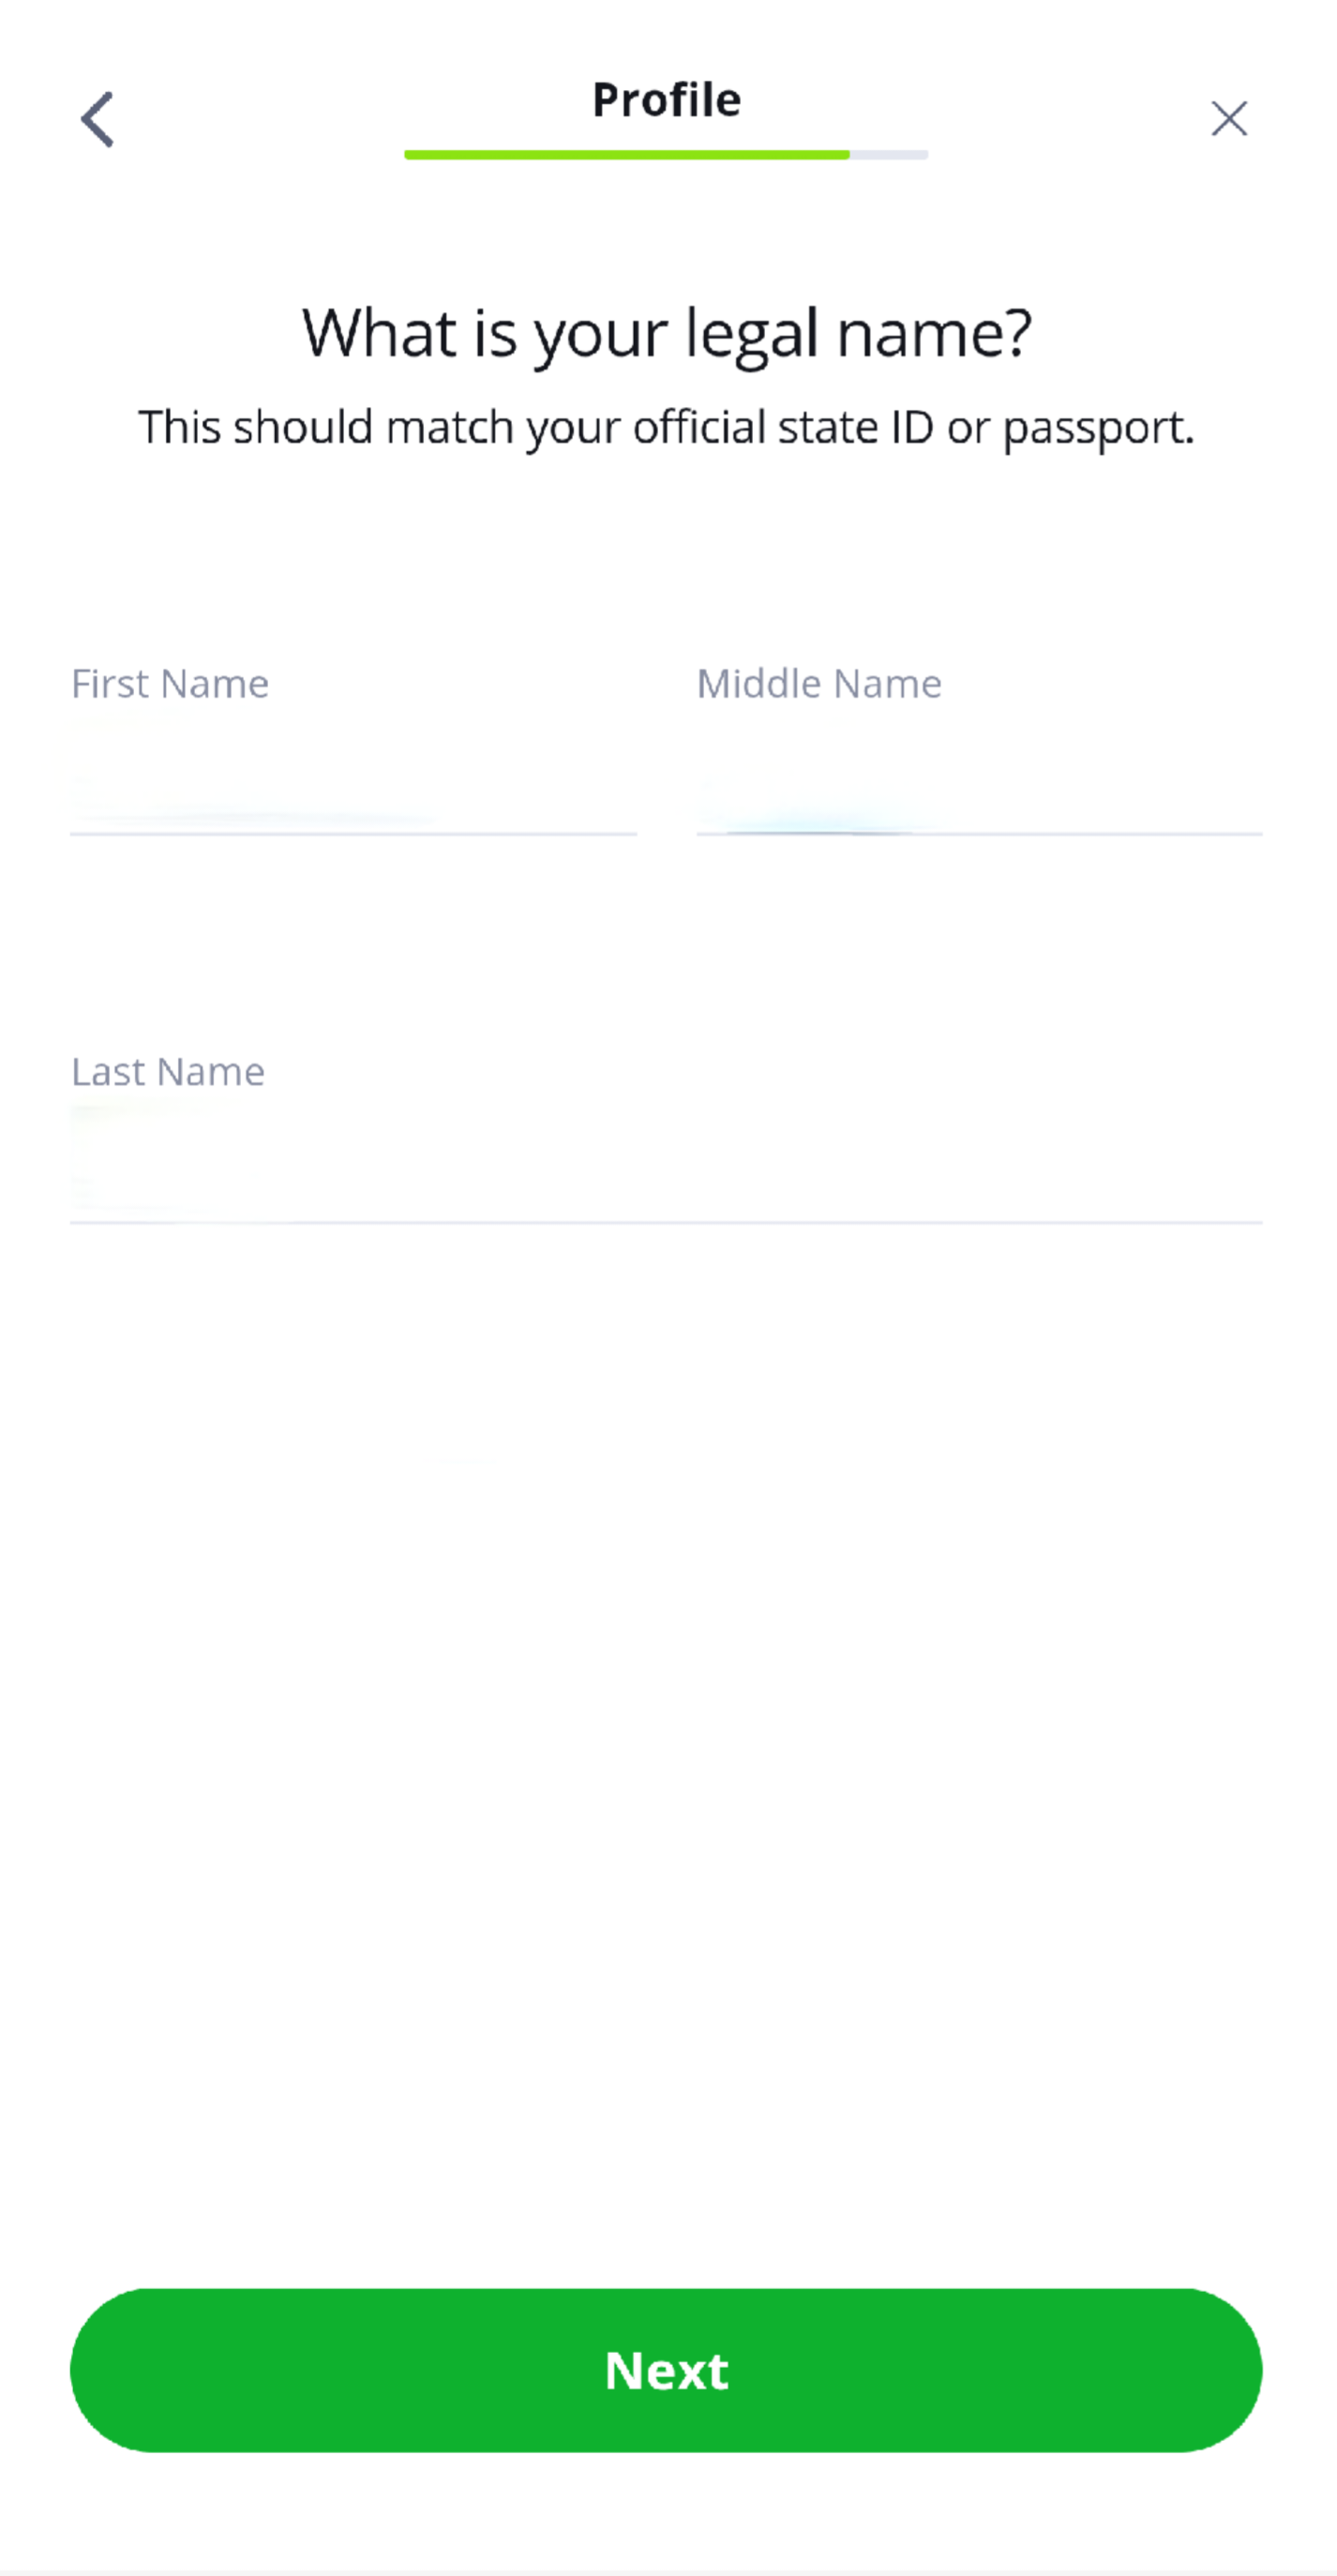 Profile
What is your legal name?
This should match your official state ID or passport.
First Name
Middle Name
Last Name
Next